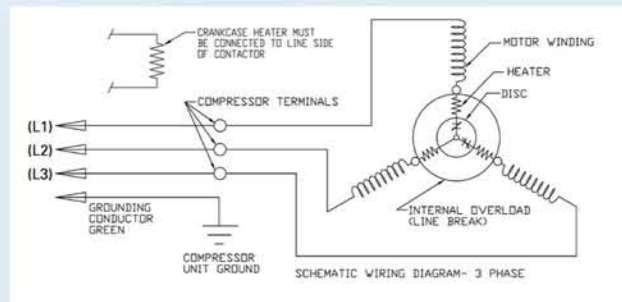 CRANKCASE HEATER MUST
BE CONNECTED TO LINE SIDE
OF CONTACTOR
MOTOR WINDING
HEATER
DISC
COMPRESSOR TERMINALS
(L1)
(L2)
(L3)
GROUNDING
CONDUCTOR
GREEN
INTERNAL OVERLOAD
(LINE BREAK)
COMPRESSOR
UNIT GROUND
SCHEMATIC WIRING DIAGRAM- 3 PHASE